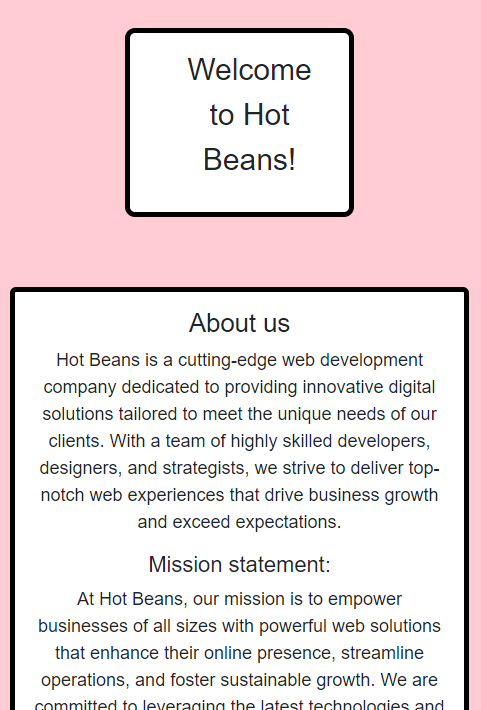 Welcome
to Hot
Beans!
About us
Hot Beans is a cutting-edge web development
company dedicated to providing innovative digital
solutions tailored to meet the unique needs of our
clients. With a team of highly skilled developers,
designers, and strategists, we strive to deliver top-
notch web experiences that drive business growth
and exceed expectations.
Mission statement:
At Hot Beans, our mission is to empower
businesses of all sizes with powerful web solutions
that enhance their online presence, streamline
operations, and foster sustainable growth. We are
committed to leveraging the latest technologies and